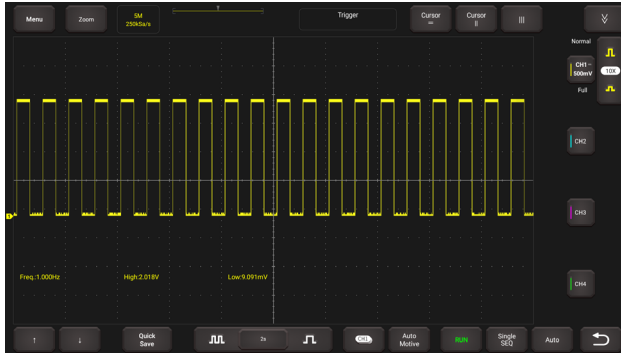 Menu
Zoom
5M
250kSa/s
T
Trigger
Cursor
Cursor
Normal
CH1
500mV
10X
Full
CH2
CH3
CH4
1
Freq.:1.000Hz
High:2.018V
Low:9.091mV
↑
↓
Quick
Save
2s
CH1
Auto
Motive
RUN
Single
SEQ
Auto